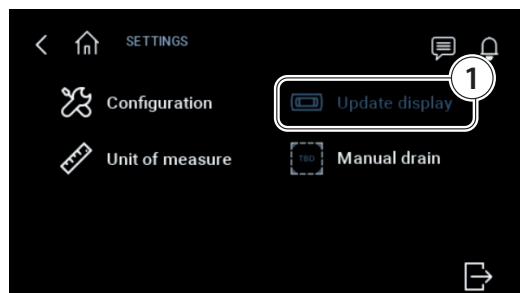 SETTINGS
1
Configuration
Update display
Unit of measure
TBD
Manual drain